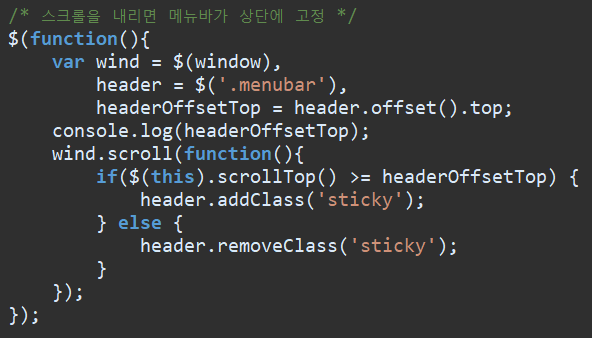 /* 스크롤을 내리면 메뉴바가 상단에 고정 */
$(function(){
    var wind = $(window),
        header = $('.menubar'),
        headerOffsetTop = header.offset().top;
    console.log(headerOffsetTop);
    wind.scroll(function(){
        if($(this).scrollTop() >= headerOffsetTop) {
            header.addClass('sticky');
        } else {
            header.removeClass('sticky');
        }
    });
});